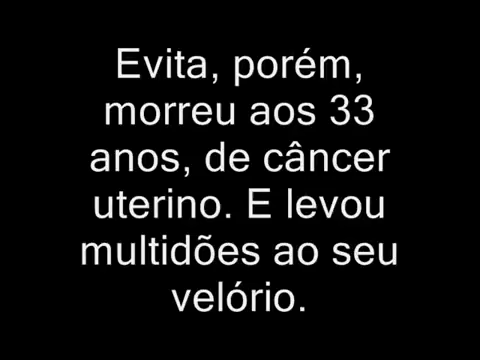 Evita, porém,
morreu aos 33
anos, de câncer
uterino. E levou
multidões ao seu
velório.